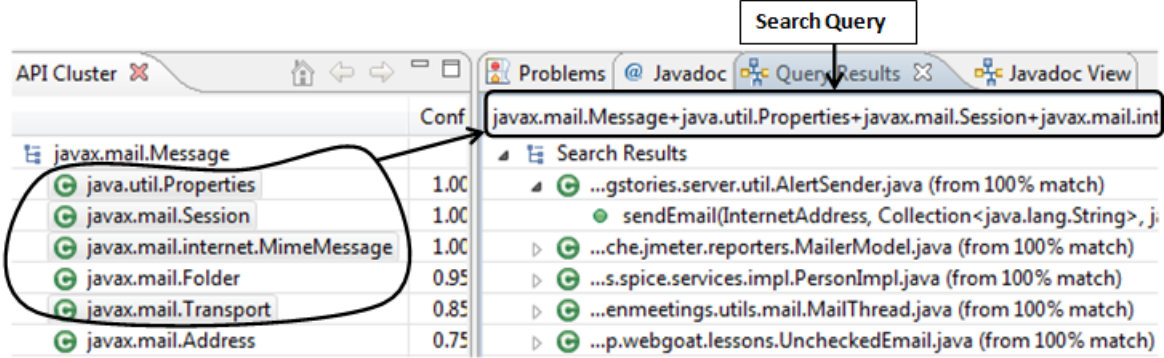 Search Query
API Cluster
Problems @ Javadoc Query Results Javadoc View
Conf
javax.mail.Message+java.util.Properties+javax.mail.Session+javax.mail.int
javax.mail.Message
java.util.Properties 1.00
javax.mail.Session 1.00
javax.mail.internet.MimeMessage 1.00
javax.mail.Folder 0.95
javax.mail.Transport 0.85
javax.mail.Address 0.75
Search Results
...gstories.server.util.AlertSender.java (from 100% match)
sendEmail(InternetAddress, Collection<java.lang.String>, j
...che.jmeter.reporters.MailerModel.java (from 100% match)
...s.spice.services.impl.PersonImpl.java (from 100% match)
...enmeetings.utils.mail.MailThread.java (from 100% match)
...p.webgoat.lessons.UncheckedEmail.java (from 100% match)